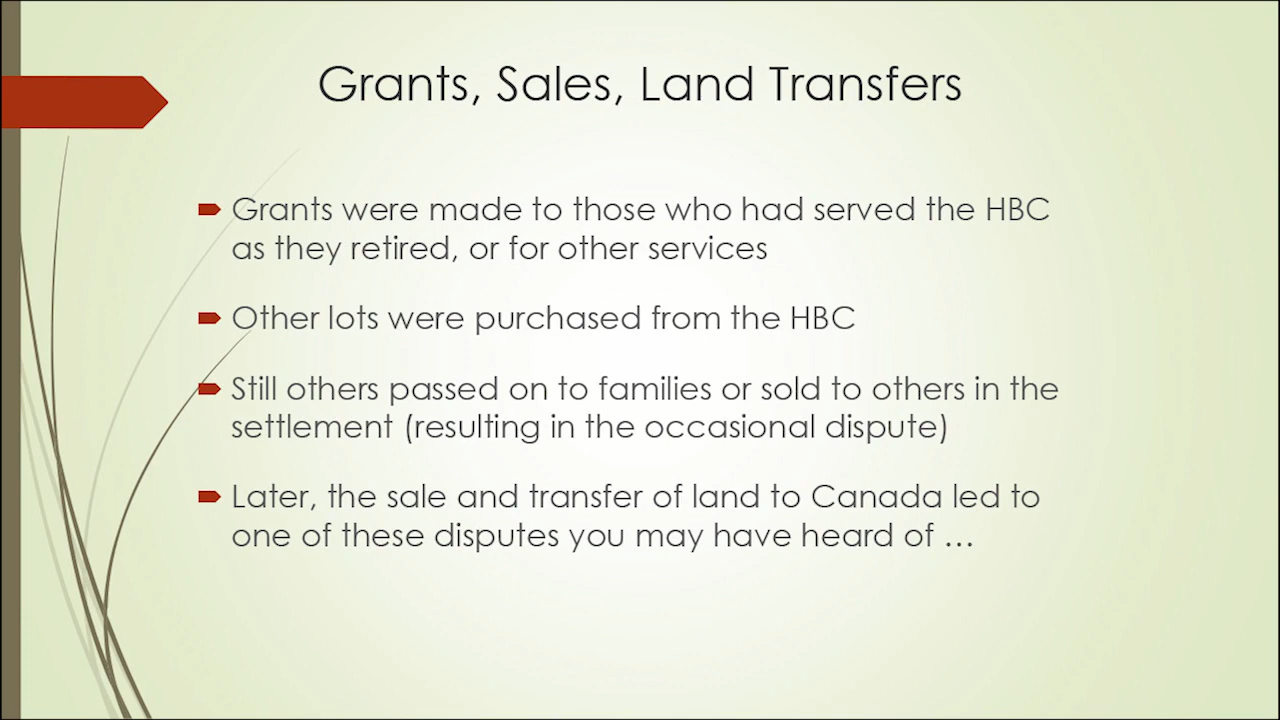 Grants, Sales, Land Transfers
Grants were made to those who had served the HBC
as they retired, or for other services
Other lots were purchased from the HBC
Still others passed on to families or sold to others in the
settlement (resulting in the occasional dispute)
Later, the sale and transfer of land to Canada led to
one of these disputes you may have heard of …